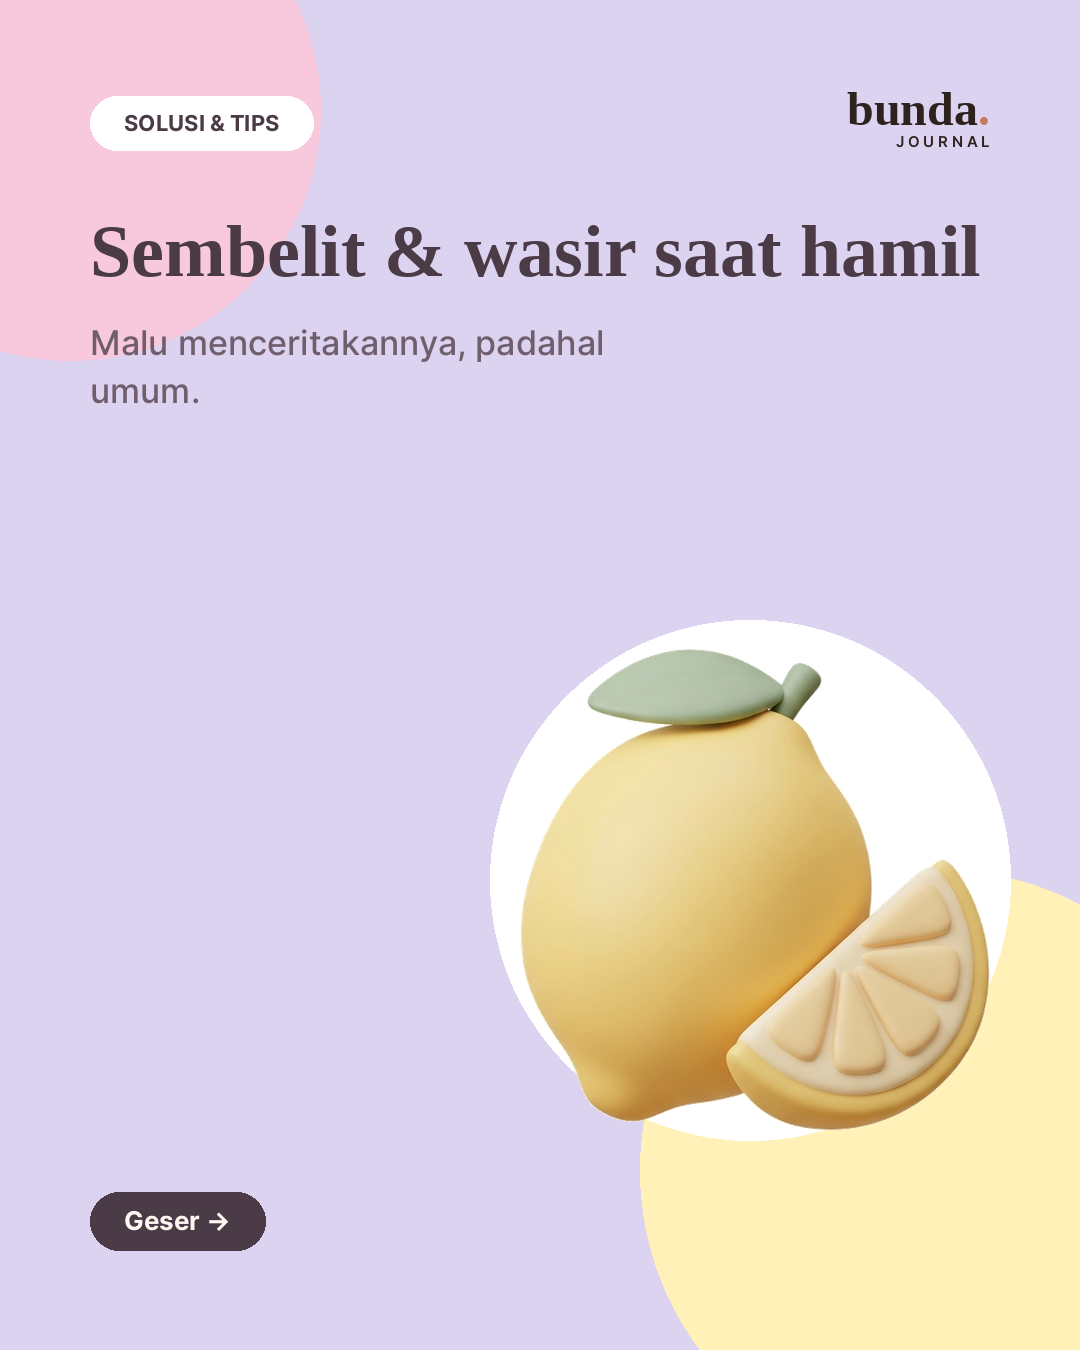 SOLUSI & TIPS
bunda.
JOURNAL
Sembelit & wasir saat hamil
Malu menceritakannya, padahal
umum.
Geser →